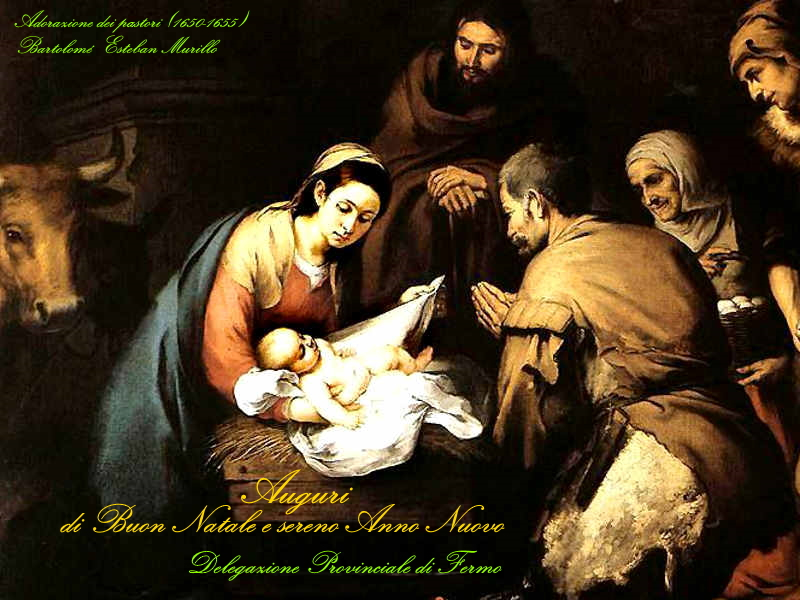 Adorazione dei pastori (1650-1655)
Bartolomé Esteban Murillo
Auguri
di Buon Natale e sereno Anno Nuovo
Delegazione Provinciale di Fermo